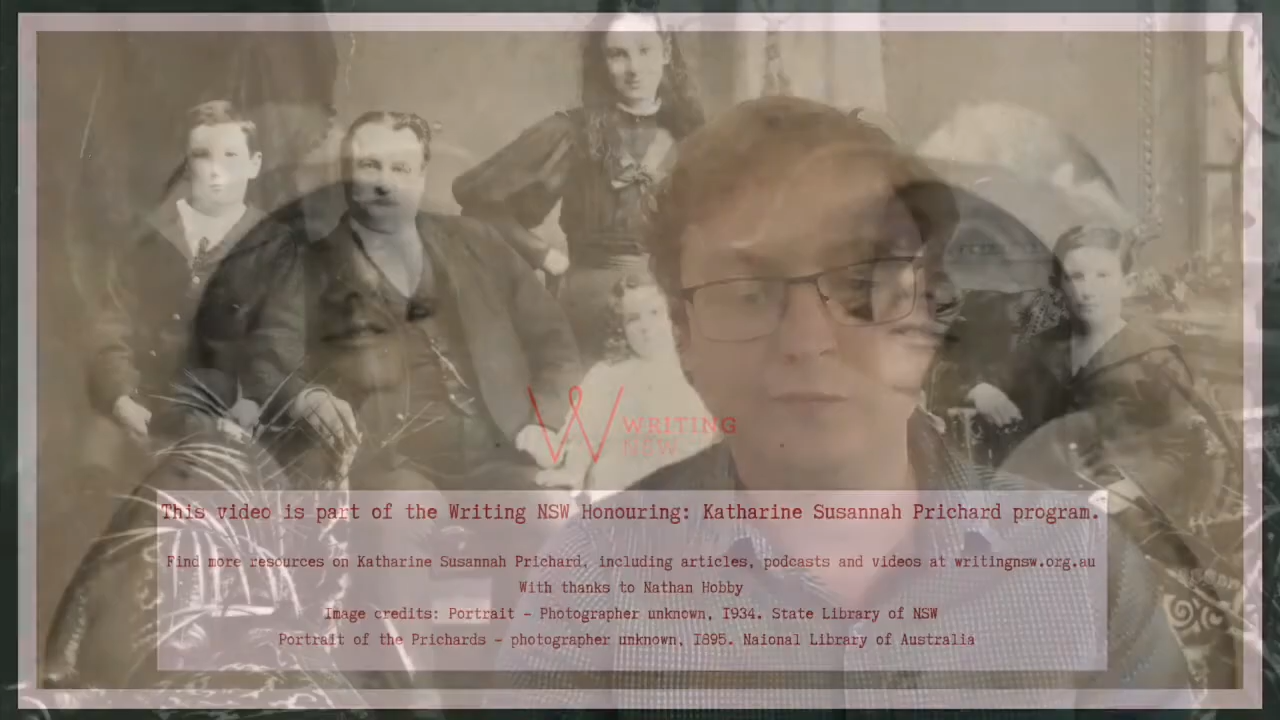 WRITING
NSW
This video is part of the Writing NSW Honouring: Katharine Susannah Prichard program.
Find more resources on Katharine Susannah Prichard, including articles, podcasts and videos at writingnsw.org.au
With thanks to Nathan Hobby
Image credits: Portrait - Photographer unknown, 1934. State Library of NSW
Portrait of the Prichards - photographer unknown, 1895. Naional Library of Australia